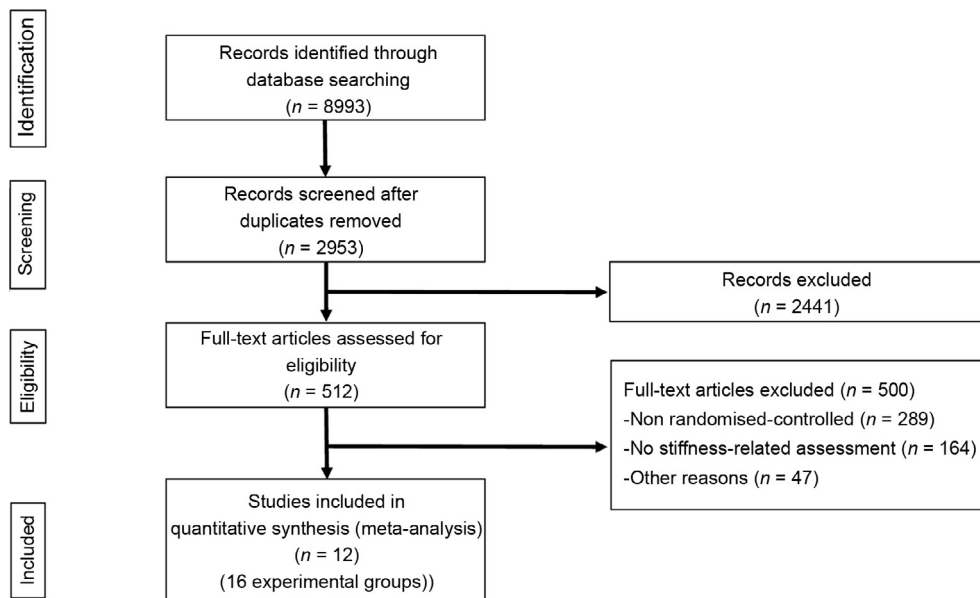 Identification
Records identified through
database searching
(n = 8993)
Screening
Records screened after
duplicates removed
(n = 2953)
Records excluded
(n = 2441)
Eligibility
Full-text articles assessed for
eligibility
(n = 512)
Full-text articles excluded (n = 500)
-Non randomised-controlled (n = 289)
-No stiffness-related assessment (n = 164)
-Other reasons (n = 47)
Included
Studies included in
quantitative synthesis (meta-analysis)
(n = 12)
(16 experimental groups))